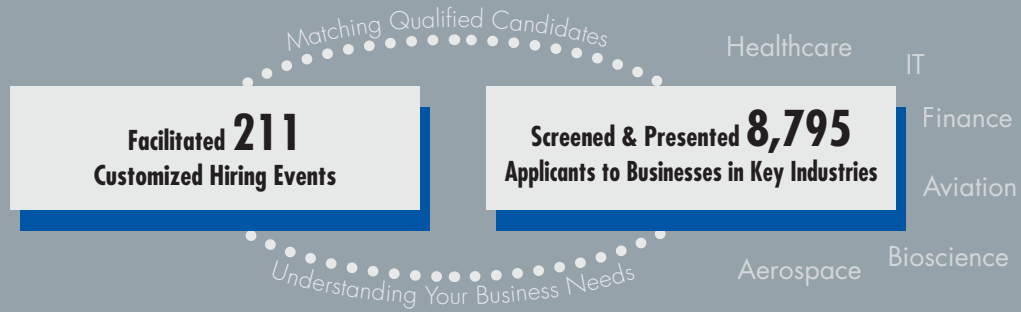 Matching Qualified Candidates
Facilitated 211
Customized Hiring Events
Screened & Presented 8,795
Applicants to Businesses in Key Industries
Understanding Your Business Needs
Healthcare
IT
Finance
Aviation
Bioscience
Aerospace